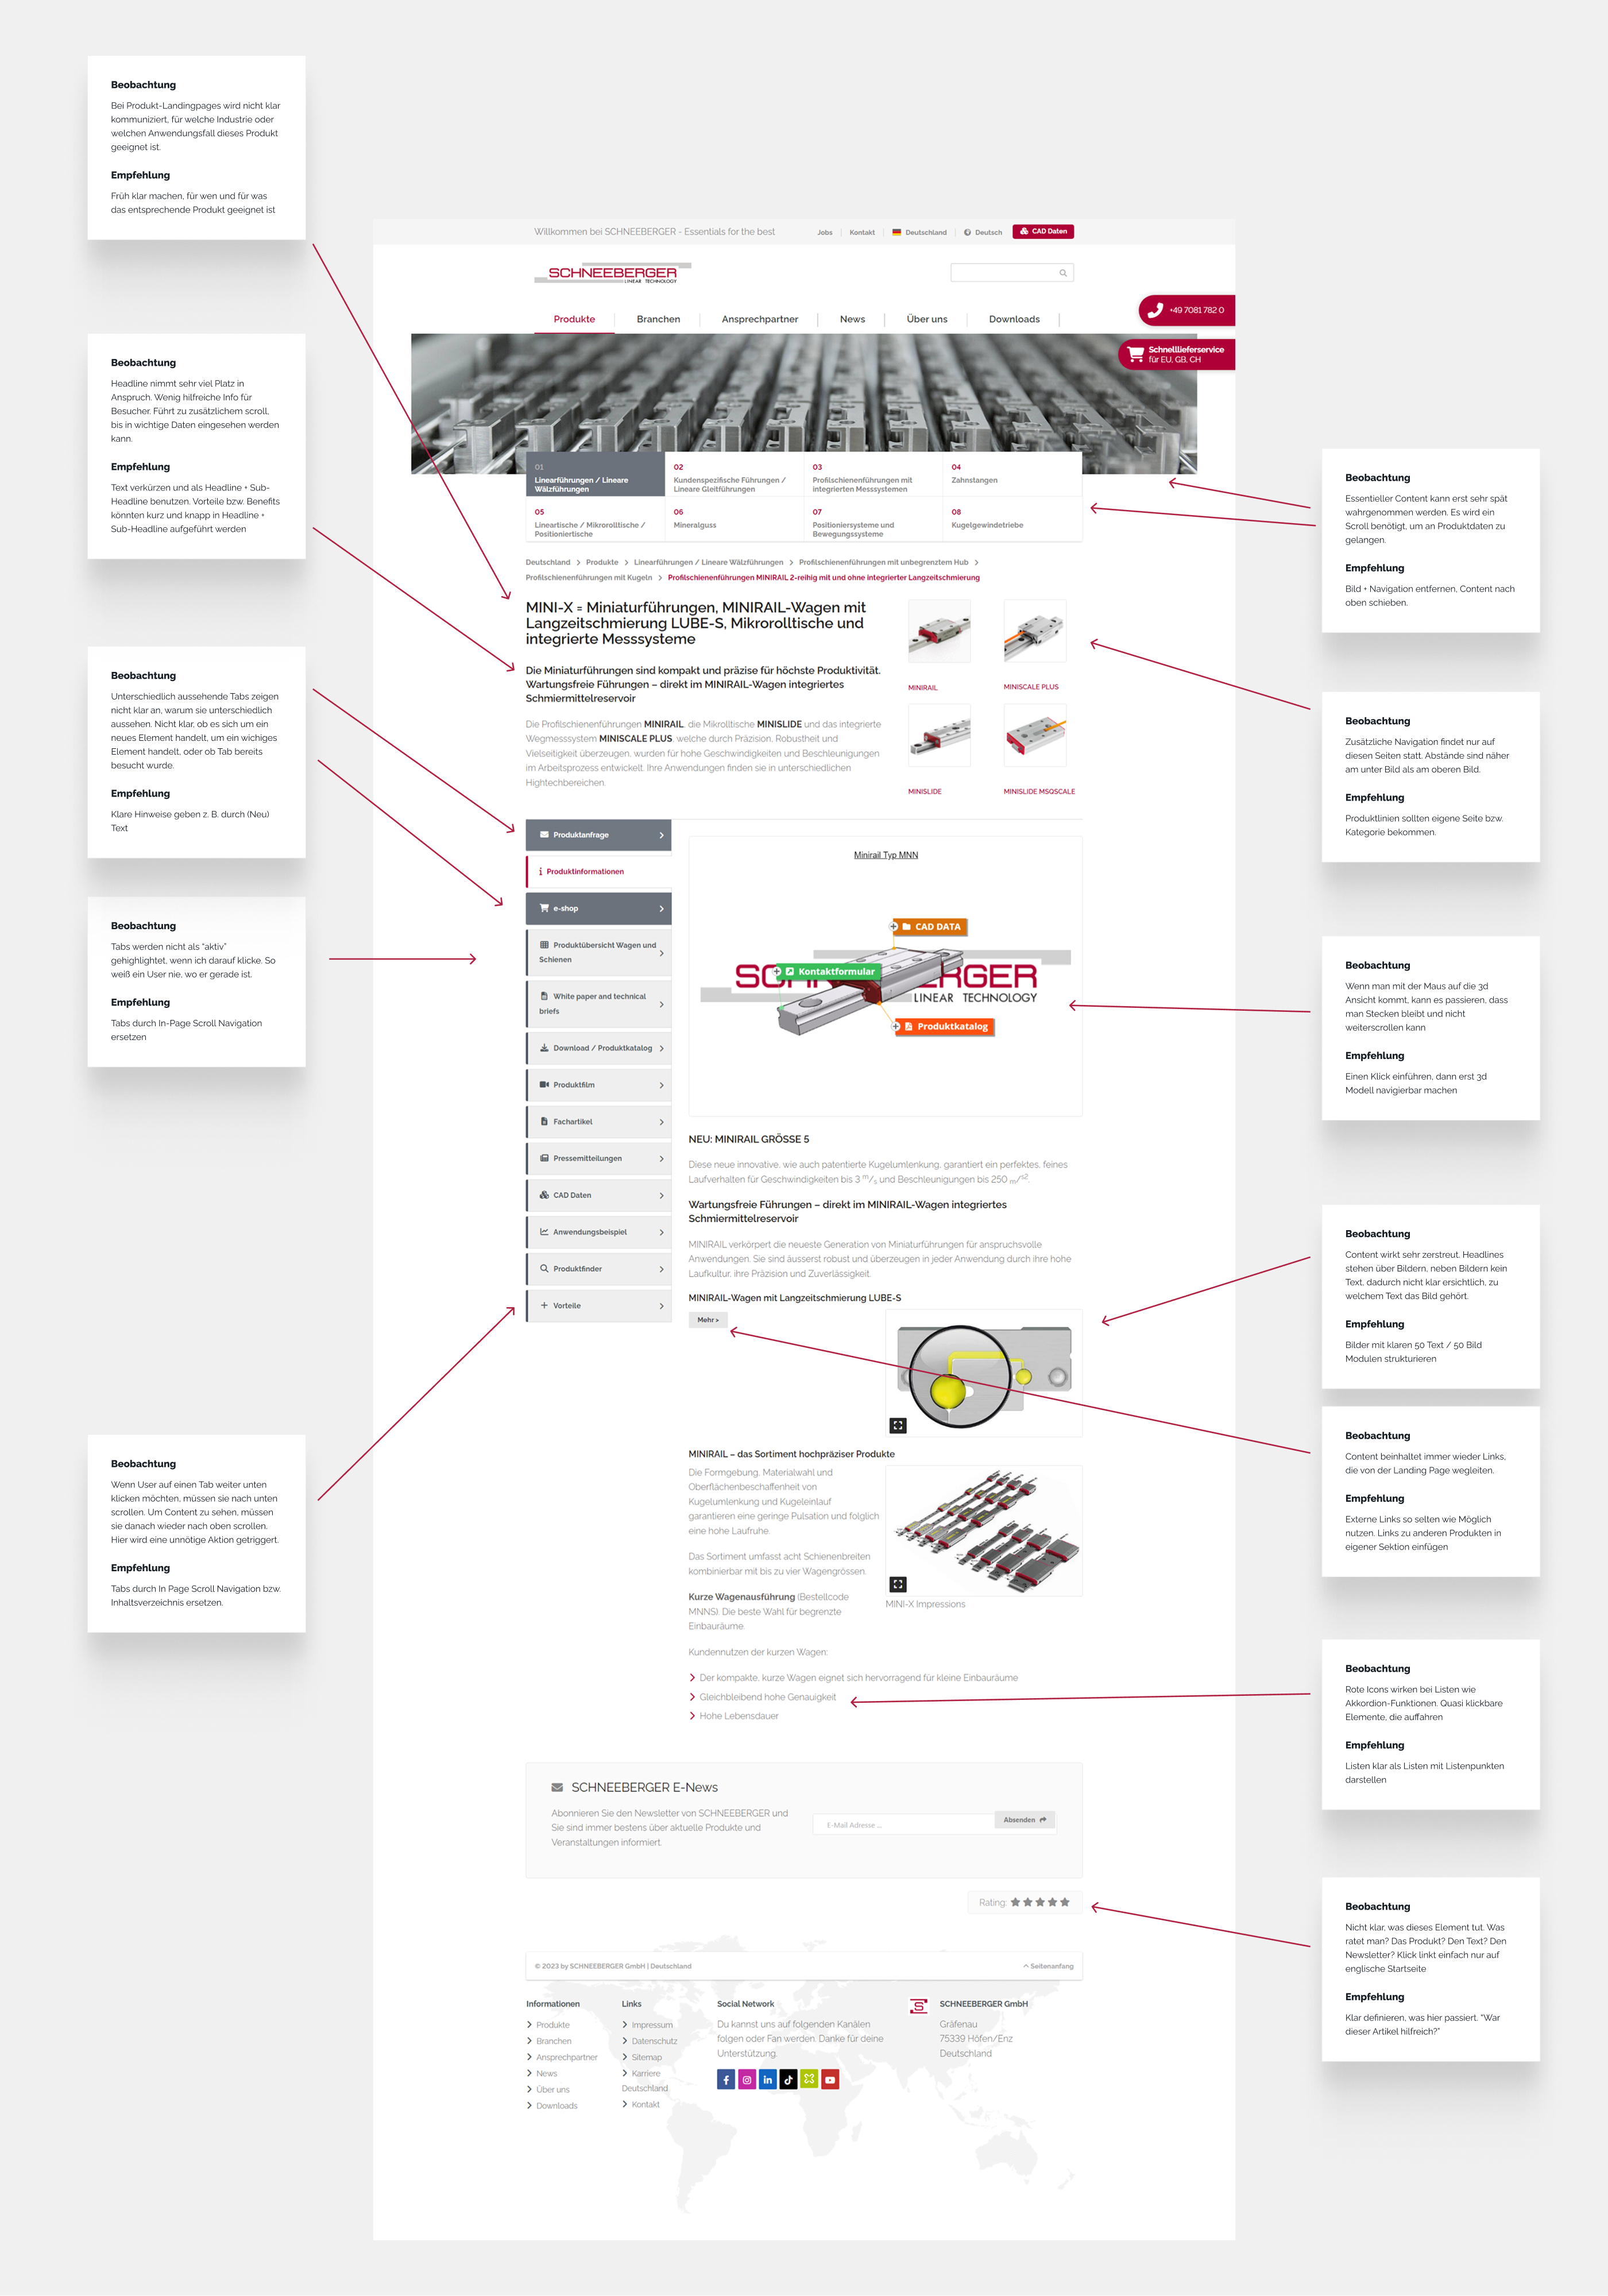 Beobachtung
Bei Produkt-Landingpages wird nicht klar
kommuniziert, für welche Industrie oder
welchen Anwendungsfall dieses Produkt
geeignet ist.
Empfehlung
Früh klar machen, für wen und für was
das entsprechende Produkt geeignet ist
Beobachtung
Headline nimmt sehr viel Platz in
Anspruch. Wenig hilfreiche Info für
Besucher. Führt zu zusätzlichem scroll,
bis in wichtige Daten eingesehen werden
kann.
Empfehlung
Text verkürzen und als Headline + Sub-
Headline benutzen. Vorteile bzw. Benefits
könnten kurz und knapp in Headline +
Sub-Headline aufgeführt werden
Beobachtung
Unterschiedlich aussehende Tabs zeigen
nicht klar an, warum sie unterschiedlich
aussehen. Nicht klar, ob es sich um ein
neues Element handelt, um ein wichiges
Element handelt, oder ob Tab bereits
besucht wurde.
Empfehlung
Klare Hinweise geben z. B. durch (Neu)
Text
Beobachtung
Tabs werden nicht als "aktiv"
gehighlightet, wenn ich darauf klicke. So
weiß ein User nie, wo er gerade ist.
Empfehlung
Tabs durch In-Page Scroll Navigation
ersetzen
Beobachtung
Wenn User auf einen Tab weiter unten
klicken möchten, müssen sie nach unten
scrollen. Um Content zu sehen, müssen
sie danach wieder nach oben scrollen.
Hier wird eine unnötige Aktion getriggert.
Empfehlung
Tabs durch In Page Scroll Navigation bzw.
Inhaltsverzeichnis ersetzen.
Willkommen bei SCHNEEBERGER - Essentials for the best
Jobs Kontakt Deutschland Deutsch CAD Daten
SCHNEEBERGER
LINEAR TECHNOLOGY
Produkte Branchen Ansprechpartner News Über uns Downloads
+49 7081 782 0
Schnelllieferservice
für EU, GB, CH
01
Linearführungen / Lineare
Wälzführungen
02
Kundenspezifische Führungen /
Lineare Gleitführungen
03
Profilschienenführungen mit
integrierten Messsystemen
04
Zahnstangen
05
Lineartische / Mikrorolltische /
Positioniertische
06
Mineralguss
07
Positioniersysteme und
Bewegungssysteme
08
Kugelgewindetriebe
Deutschland > Produkte > Linearführungen / Lineare Wälzführungen > Profilschienenführungen mit unbegrenztem Hub >
Profilschienenführungen mit Kugeln > Profilschienenführungen MINIRAIL 2-reihig mit und ohne integrierter Langzeitschmierung
MINI-X = Miniaturführungen, MINIRAIL-Wagen mit
Langzeitschmierung LUBE-S, Mikrorolltische und
integrierte Messsysteme
Die Miniaturführungen sind kompakt und präzise für höchste Produktivität.
Wartungsfreie Führungen – direkt im MINIRAIL-Wagen integriertes
Schmiermittelreservoir
Die Profilschienenführungen MINIRAIL, die Mikrolltische MINISLIDE und das integrierte
Wegmesssystem MINISCALE PLUS, welche durch Präzision, Robustheit und
Vielseitigkeit überzeugen, wurden für hohe Geschwindigkeiten und Beschleunigungen
im Arbeitsprozess entwickelt. Ihre Anwendungen finden sie in unterschiedlichen
Hightechbereichen.
MINIRAIL
MINISCALE PLUS
MINISLIDE
MINISLIDE MSQSCALE
Produktanfrage
Produktinformationen
e-shop
Produktübersicht Wagen und
Schienen
White paper and technical
briefs
Download / Produktkatalog
Produktfilm
Fachartikel
Pressemitteilungen
CAD Daten
Anwendungsbeispiel
Produktfinder
Vorteile
Minirail Typ MNN
CAD DATA
Kontaktformular
LINEAR TECHNOLOGY
Produktkatalog
NEU: MINIRAIL GRÖSSE 5
Diese neue innovative, wie auch patentierte Kugelumlenkung, garantiert ein perfektes, feines
Laufverhalten für Geschwindigkeiten bis 3 m/s und Beschleunigungen bis 250 m/s2.
Wartungsfreie Führungen – direkt im MINIRAIL-Wagen integriertes
Schmiermittelreservoir
MINIRAIL verkörpert die neueste Generation von Miniaturführungen für anspruchsvolle
Anwendungen. Sie sind äusserst robust und überzeugen in jeder Anwendung durch ihre hohe
Laufkultur, ihre Präzision und Zuverlässigkeit.
MINIRAIL-Wagen mit Langzeitschmierung LUBE-S
Mehr >
MINIRAIL – das Sortiment hochpräziser Produkte
Die Formgebung, Materialwahl und
Oberflächenbeschaffenheit von
Kugelumlenkung und Kugeleinlauf
garantieren eine geringe Pulsation und folglich
eine hohe Laufruhe.
Das Sortiment umfasst acht Schienenbreiten
kombinierbar mit bis zu vier Wagengrössen.
Kurze Wagenausführung (Bestellcode
MNNS). Die beste Wahl für begrenzte
Einbauräume.
MINI-X Impressions
Kundennutzen der kurzen Wagen:
Der kompakte, kurze Wagen eignet sich hervorragend für kleine Einbauräume
Gleichbleibend hohe Genauigkeit
Hohe Lebensdauer
SCHNEEBERGER E-News
Abonnieren Sie den Newsletter von SCHNEEBERGER und
Sie sind immer bestens über aktuelle Produkte und
Veranstaltungen informiert.
E-Mail Adresse ...
Absenden
Rating:
© 2023 by SCHNEEBERGER GmbH | Deutschland
Seitenanfang
Informationen
Produkte
Branchen
Ansprechpartner
News
Über uns
Downloads
Links
Impressum
Datenschutz
Sitemap
Karriere
Deutschland
Kontakt
Social Network
Du kannst uns auf folgenden Kanälen
folgen oder Fan werden. Danke für deine
Unterstützung.
SCHNEEBERGER GmbH
Gräfenau
75339 Höfen/Enz
Deutschland
Beobachtung
Essentieller Content kann erst sehr spät
wahrgenommen werden. Es wird ein
Scroll benötigt, um an Produktdaten zu
gelangen.
Empfehlung
Bild + Navigation entfernen, Content nach
oben schieben.
Beobachtung
Zusätzliche Navigation findet nur auf
diesen Seiten statt. Abstände sind näher
am unter Bild als am oberen Bild.
Empfehlung
Produktlinien sollten eigene Seite bzw.
Kategorie bekommen.
Beobachtung
Wenn man mit der Maus auf die 3d
Ansicht kommt, kann es passieren, dass
man Stecken bleibt und nicht
weiterscrollen kann
Empfehlung
Einen Klick einführen, dann erst 3d
Modell navigierbar machen
Beobachtung
Content wirkt sehr zerstreut. Headlines
stehen über Bildern, neben Bildern kein
Text, dadurch nicht klar ersichtlich, zu
welchem Text das Bild gehört.
Empfehlung
Bilder mit klaren 50 Text / 50 Bild
Modulen strukturieren
Beobachtung
Content beinhaltet immer wieder Links,
die von der Landing Page wegleiten.
Empfehlung
Externe Links so selten wie Möglich
nutzen. Links zu anderen Produkten in
eigener Sektion einfügen
Beobachtung
Rote Icons wirken bei Listen wie
Akkordion-Funktionen. Quasi klickbare
Elemente, die auffahren
Empfehlung
Listen klar als Listen mit Listenpunkten
darstellen
Beobachtung
Nicht klar, was dieses Element tut. Was
ratet man? Das Produkt? Den Text? Den
Newsletter? Klick linkt einfach nur auf
englische Startseite
Empfehlung
Klar definieren, was hier passiert. "War
dieser Artikel hilfreich?"